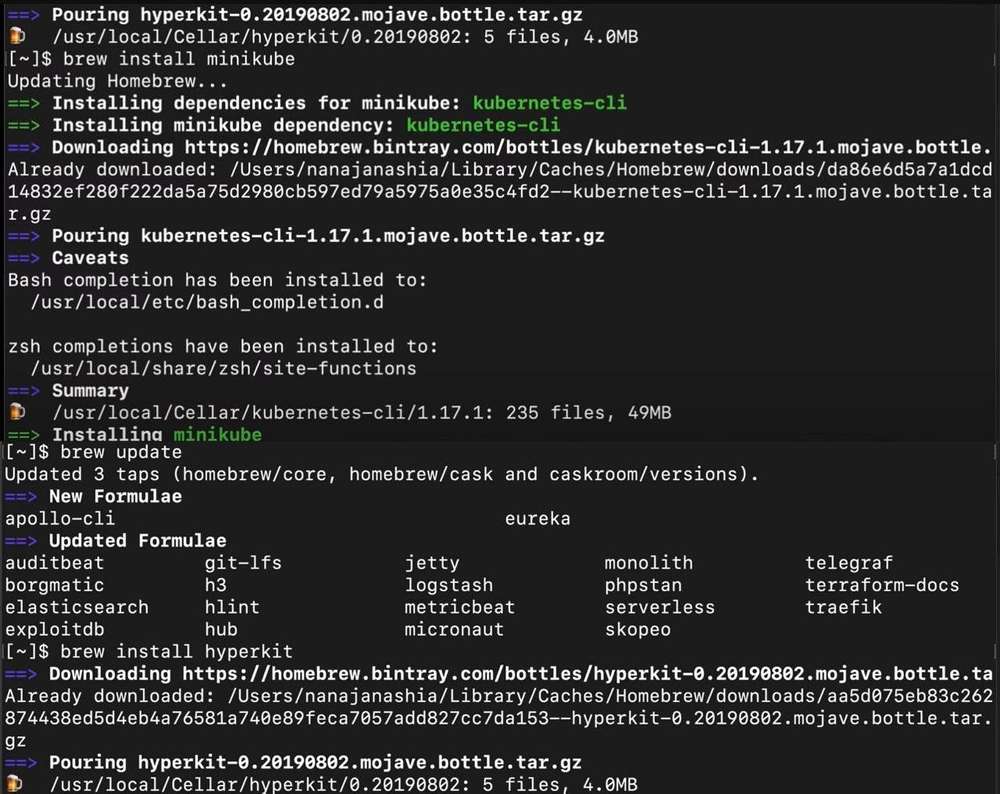 ==> Pouring hyperkit-0.20190802.mojave.bottle.tar.gz
🍺  /usr/local/Cellar/hyperkit/0.20190802: 5 files, 4.0MB
[~]$ brew install minikube
Updating Homebrew...
==> Installing dependencies for minikube: kubernetes-cli
==> Installing minikube dependency: kubernetes-cli
==> Downloading https://homebrew.bintray.com/bottles/kubernetes-cli-1.17.1.mojave.bottle.
Already downloaded: /Users/nanajanashia/Library/Caches/Homebrew/downloads/da86e6d5a7a1dcd
14832ef280f222da5a75d2980cb597ed79a5975a0e35c4fd2--kubernetes-cli-1.17.1.mojave.bottle.ta
r.gz
==> Pouring kubernetes-cli-1.17.1.mojave.bottle.tar.gz
==> Caveats
Bash completion has been installed to:
  /usr/local/etc/bash_completion.d

zsh completions have been installed to:
  /usr/local/share/zsh/site-functions
==> Summary
🍺  /usr/local/Cellar/kubernetes-cli/1.17.1: 235 files, 49MB
==> Installing minikube
[~]$ brew update
Updated 3 taps (homebrew/core, homebrew/cask and caskroom/versions).
==> New Formulae
apollo-cli eureka
==> Updated Formulae
auditbeat git-lfs jetty monolith telegraf
borgmatic h3 logstash phpstan terraform-docs
elasticsearch hlint metricbeat serverless traefik
exploitdb hub micronaut skopeo
[~]$ brew install hyperkit
==> Downloading https://homebrew.bintray.com/bottles/hyperkit-0.20190802.mojave.bottle.ta
Already downloaded: /Users/nanajanashia/Library/Caches/Homebrew/downloads/aa5d075eb83c262
874438ed5d4eb4a76581a740e89feca7057add827cc7da153--hyperkit-0.20190802.mojave.bottle.tar.
gz
==> Pouring hyperkit-0.20190802.mojave.bottle.tar.gz
🍺  /usr/local/Cellar/hyperkit/0.20190802: 5 files, 4.0MB